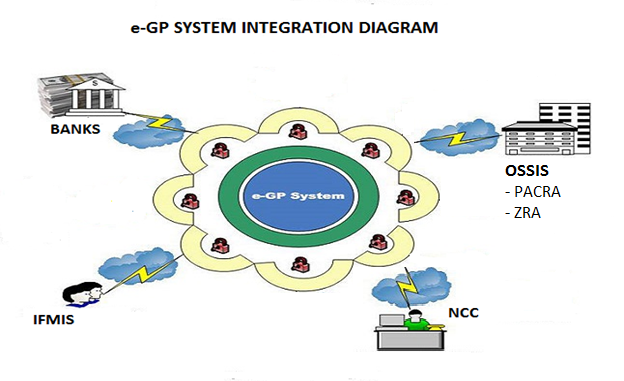 e-GP SYSTEM INTEGRATION DIAGRAM
$
BANKS
OSSIS
- PACRA
- ZRA
e-GP System
IFMIS
NCC